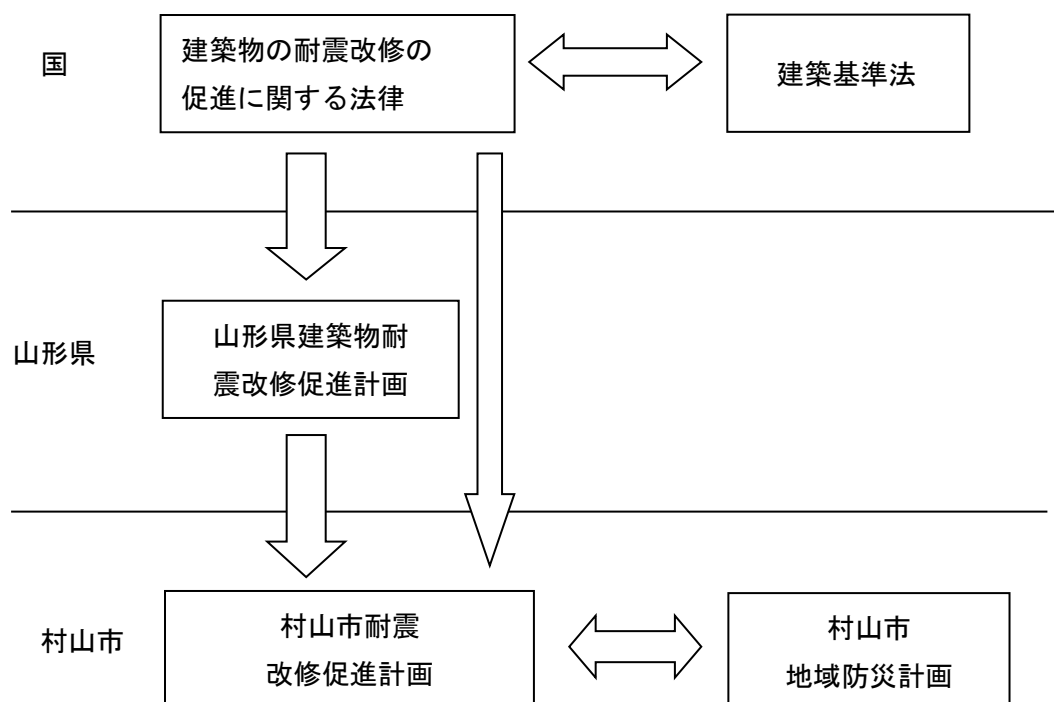 国
建築物の耐震改修の
促進に関する法律
建築基準法
山形県
山形県建築物耐
震改修促進計画
村山市
村山市耐震
改修促進計画
村山市
地域防災計画